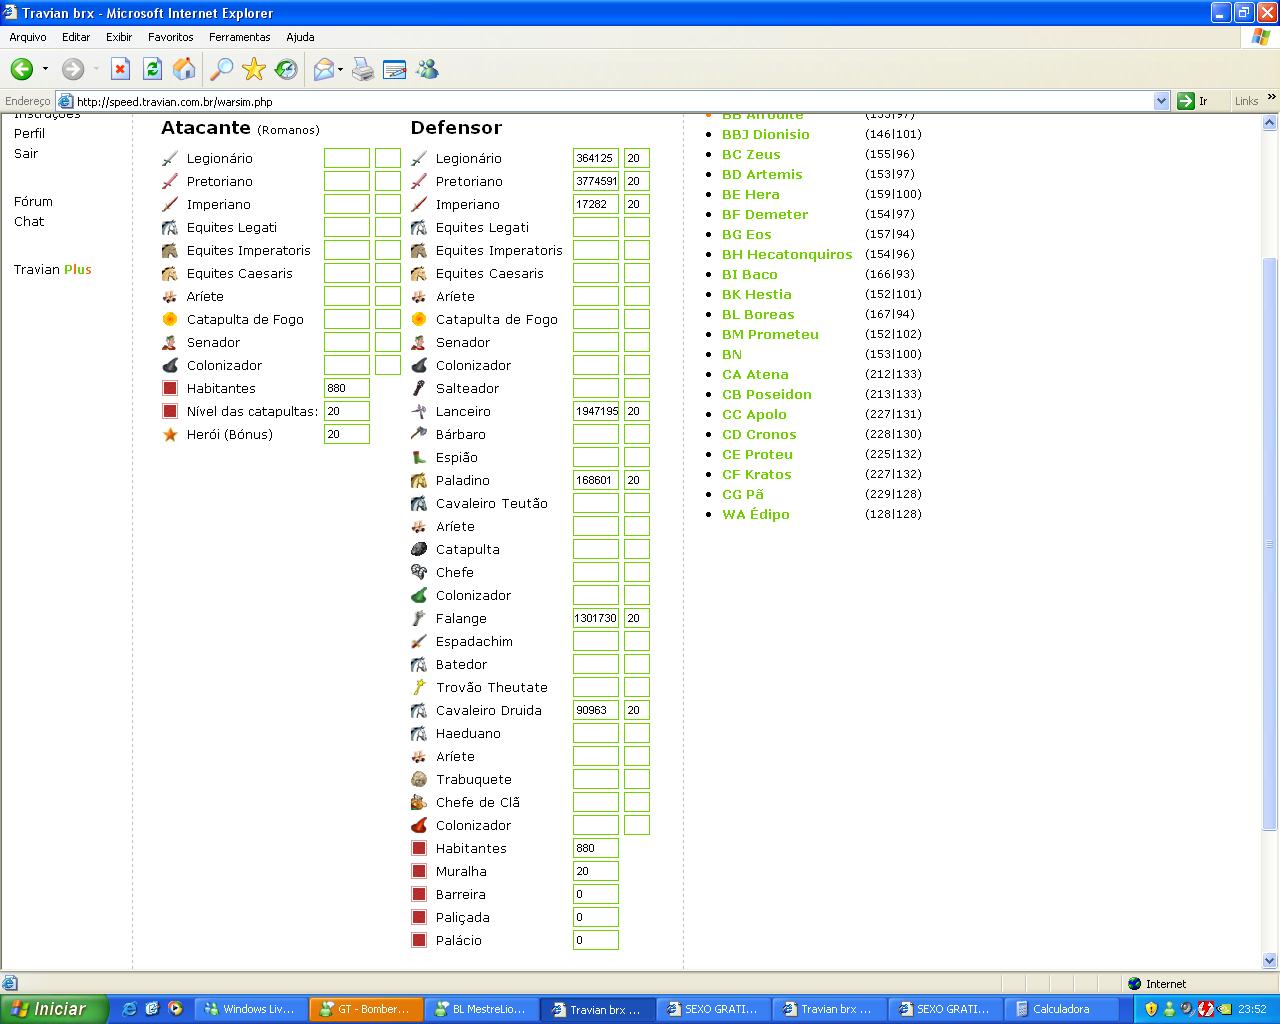 Travian brx - Microsoft Internet Explorer
Arquivo Editar Exibir Favoritos Ferramentas Ajuda
Endereço http://speed.travian.com.br/warsim.php Ir Links »
Instruções
Perfil
Sair
Fórum
Chat
Travian Plus
Atacante (Romanos)
Legionário
Pretoriano
Imperiano
Equites Legati
Equites Imperatoris
Equites Caesaris
Aríete
Catapulta de Fogo
Senador
Colonizador
Habitantes 880
Nível das catapultas: 20
Herói (Bónus) 20
Defensor
Legionário 364125 20
Pretoriano 3774591 20
Imperiano 17282 20
Equites Legati
Equites Imperatoris
Equites Caesaris
Aríete
Catapulta de Fogo
Senador
Colonizador
Salteador
Lanceiro 1947195 20
Bárbaro
Espião
Paladino 168601 20
Cavaleiro Teutão
Aríete
Catapulta
Chefe
Colonizador
Falange 1301730 20
Espadachim
Batedor
Trovão Theutate
Cavaleiro Druida 90963 20
Haeduano
Aríete
Trabuquete
Chefe de Clã
Colonizador
Habitantes 880
Muralha 20
Barreira 0
Paliçada 0
Palácio 0
BB Afrodite (153|97)
BBJ Dionisio (146|101)
BC Zeus (155|96)
BD Artemis (153|97)
BE Hera (159|100)
BF Demeter (154|97)
BG Eos (157|94)
BH Hecatonquiros (154|96)
BI Baco (166|93)
BK Hestia (152|101)
BL Boreas (167|94)
BM Prometeu (152|102)
BN (153|100)
CA Atena (212|133)
CB Poseidon (213|133)
CC Apolo (227|131)
CD Cronos (228|130)
CE Proteu (225|132)
CF Kratos (227|132)
CG Pã (229|128)
WA Édipo (128|128)
Internet
Iniciar Windows Liv... GT - Bomber... BL MestreLio... Travian brx ... SEXO GRATI... Travian brx ... SEXO GRATI... Calculadora 23:52